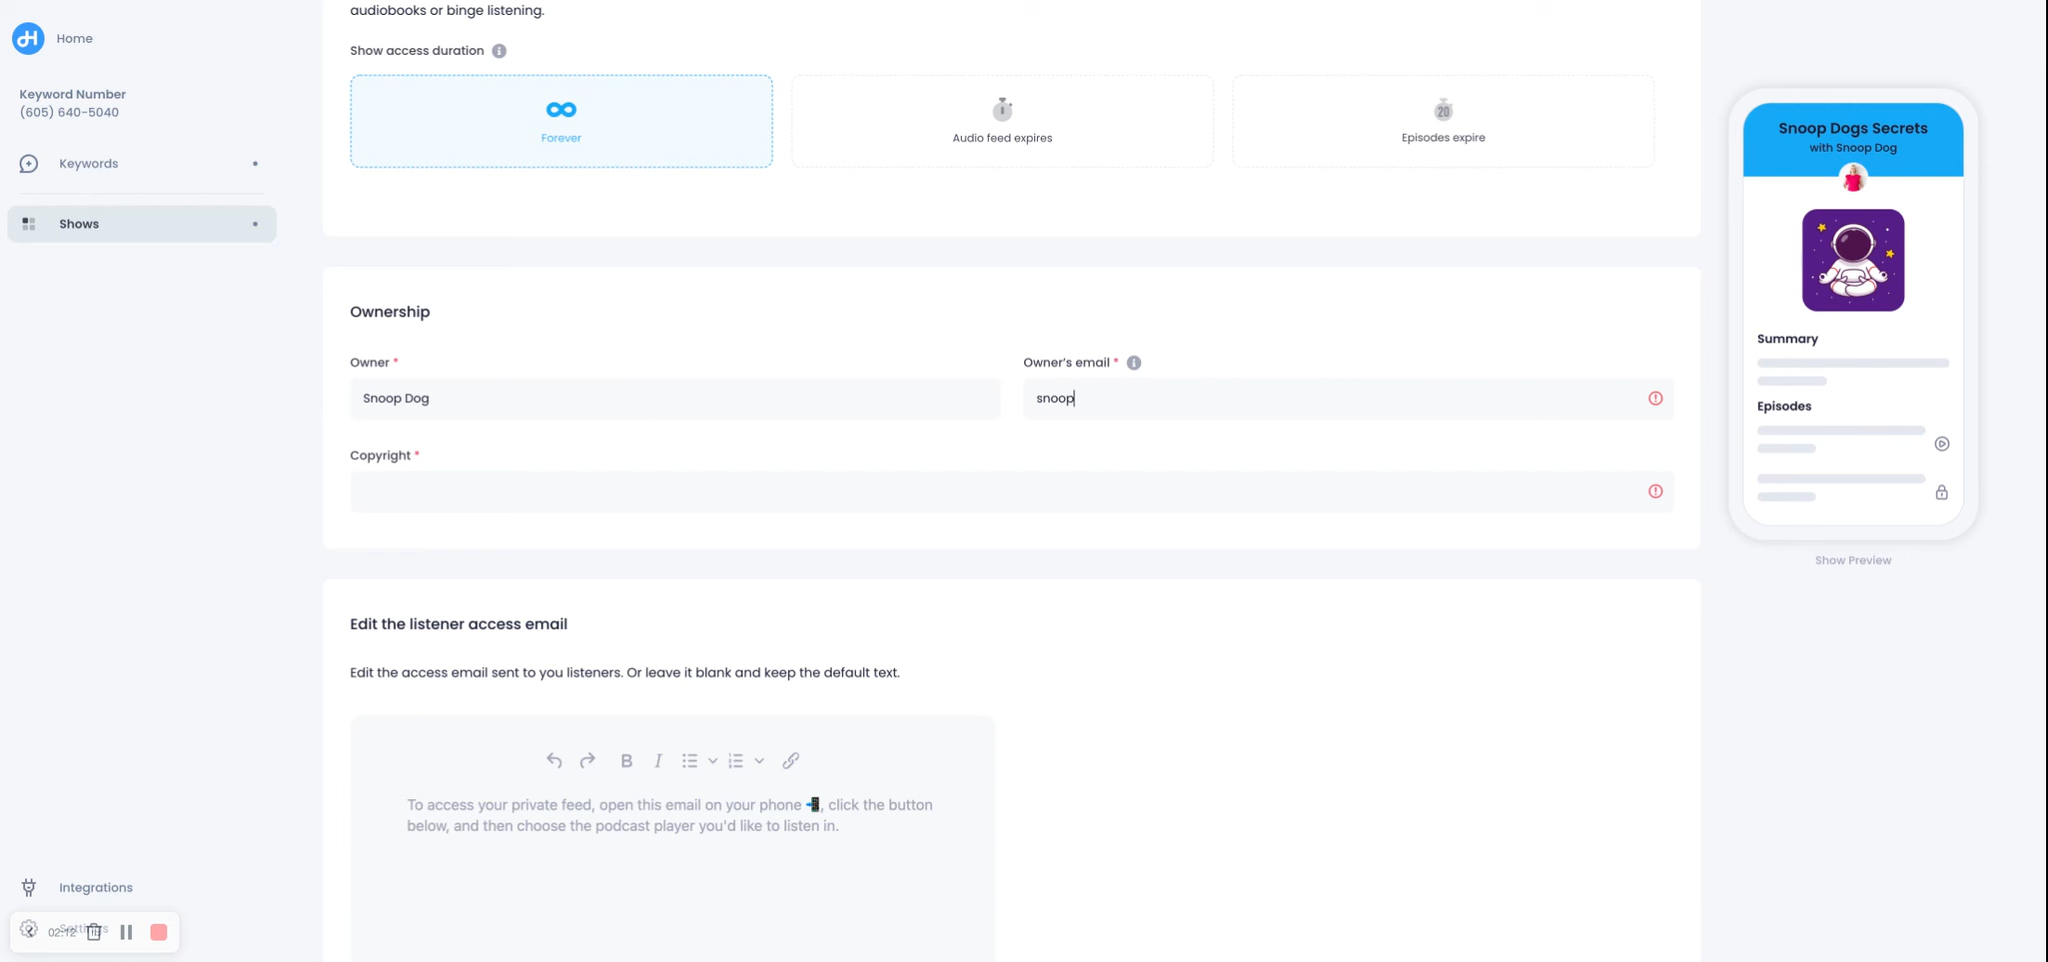 Home
Keyword Number
(605) 640-5040
Keywords
Shows
Integrations
Settings
02:12
audiobooks or binge listening.
Show access duration
Forever
Audio feed expires
20
Episodes expire
Ownership
Owner *
Snoop Dog
Owner's email *
snoop
Copyright *
Edit the listener access email
Edit the access email sent to you listeners. Or leave it blank and keep the default text.
B I
To access your private feed, open this email on your phone 📲, click the button
below, and then choose the podcast player you'd like to listen in.
Snoop Dogs Secrets
with Snoop Dog
Summary
Episodes
Show Preview